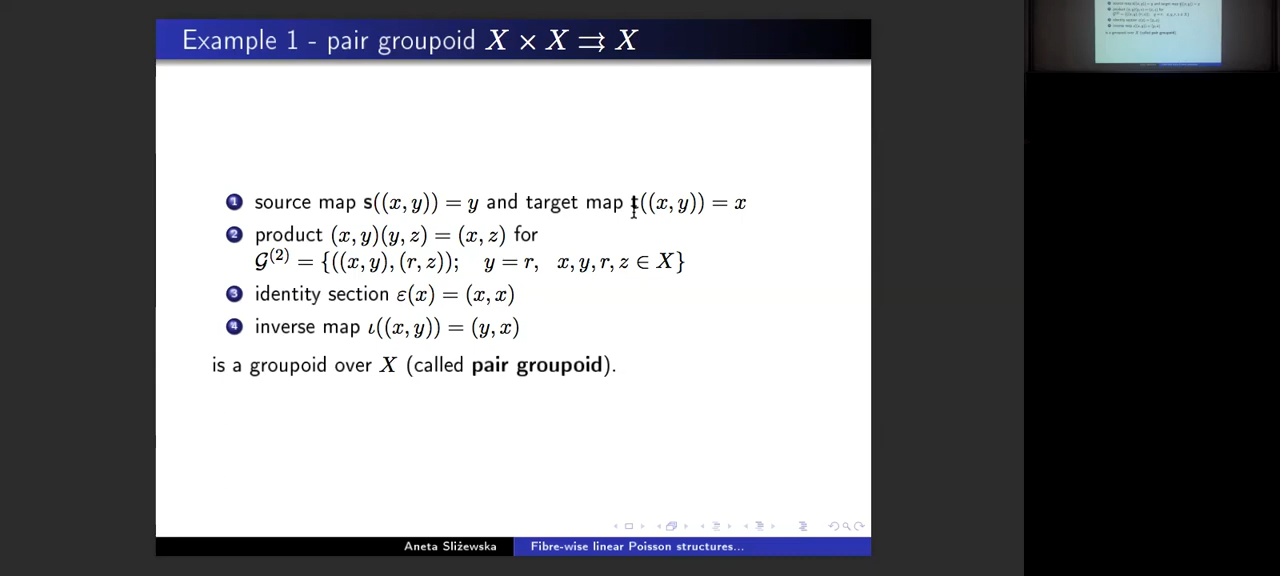 Example 1 - pair groupoid X × X ⇉ X
1 source map s((x, y)) = y and target map t((x, y)) = x
2 product (x, y)(y, z) = (x, z) for
𝒢⁽²⁾ = {((x, y), (r, z)); y = r, x, y, r, z ∈ X}
3 identity section ε(x) = (x, x)
4 inverse map ι((x, y)) = (y, x)
is a groupoid over X (called pair groupoid).
Aneta Sliżewska Fibre-wise linear Poisson structures...